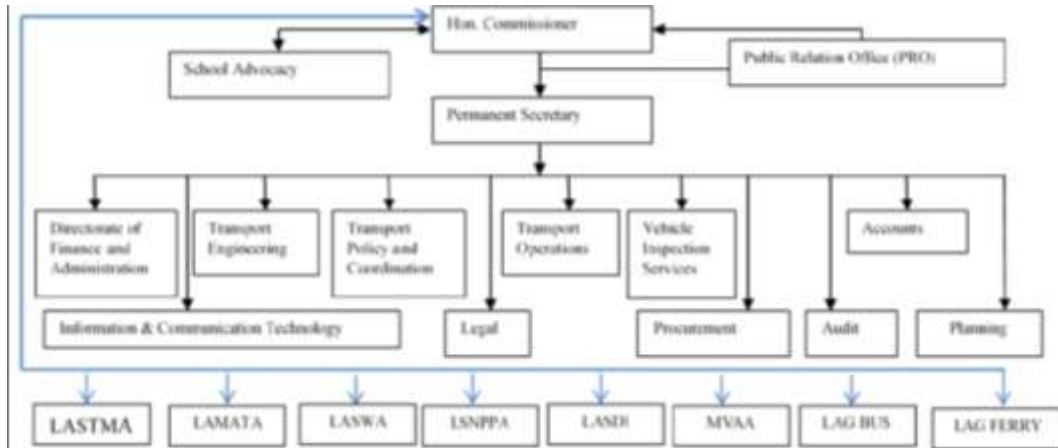 Hon. Commissioner
School Advocacy
Public Relation Office (PRO)
Permanent Secretary
Directorate of
Finance and
Administration
Transport
Engineering
Transport
Policy and
Coordination
Transport
Operations
Vehicle
Inspection
Services
Accounts
Information & Communication Technology
Legal
Procurement
Audit
Planning
LASTMA
LAMATA
LASWA
LSNPPA
LASDI
MVAA
LAG BUS
LAG FERRY